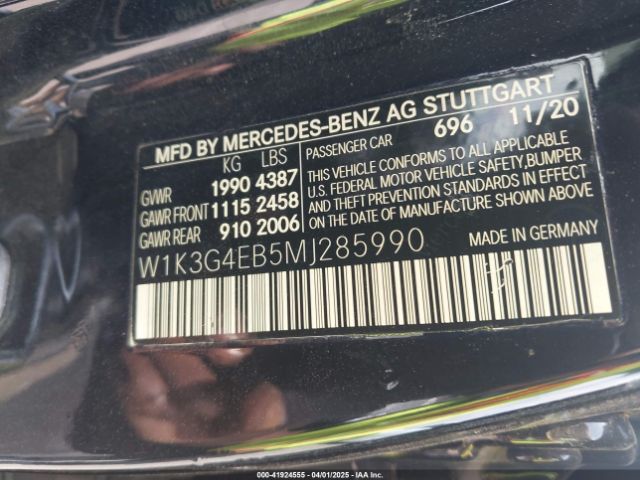 MFD BY MERCEDES-BENZ AG STUTTGART
KG LBS
GVWR 1990 4387
GAWR FRONT 1115 2458
GAWR REAR 910 2006
PASSENGER CAR 696 11/20
THIS VEHICLE CONFORMS TO ALL APPLICABLE
U.S. FEDERAL MOTOR VEHICLE SAFETY, BUMPER
AND THEFT PREVENTION STANDARDS IN EFFECT
ON THE DATE OF MANUFACTURE SHOWN ABOVE
W1K3G4EB5MJ285990
MADE IN GERMANY
000-41924555 04/01/2025 IAA Inc.